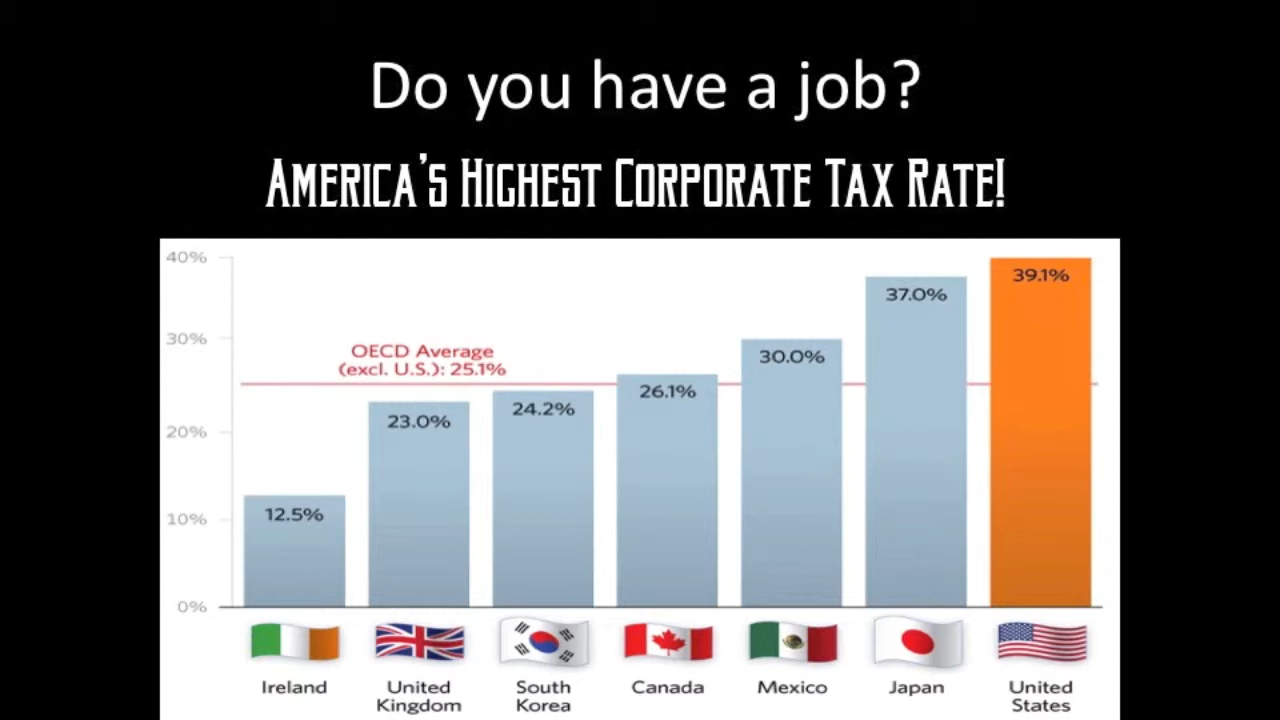 Do you have a job?
AMERICA'S HIGHEST CORPORATE TAX RATE!
40%
30%
20%
10%
0%
OECD Average
(excl. U.S.): 25.1%
12.5%
23.0%
24.2%
26.1%
30.0%
37.0%
39.1%
Ireland
United
Kingdom
South
Korea
Canada
Mexico
Japan
United
States